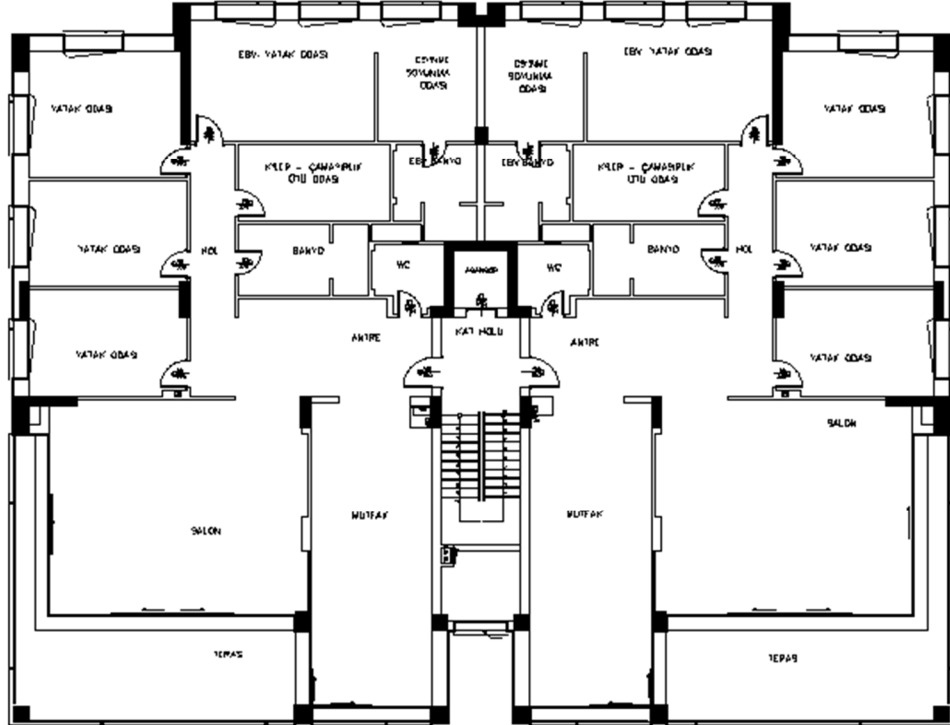 EBV. YATAK ODASI
GİYİNME
SOYUNMA
ODASI
GİYİNME
SOYUNMA
ODASI
EBV. YATAK ODASI
YATAK ODASI
YATAK ODASI
EBV BANYO
EBV BANYO
KİLER - ÇAMAŞIRLIK
ÜTÜ ODASI
KİLER - ÇAMAŞIRLIK
ÜTÜ ODASI
YATAK ODASI
HOL
BANYO
WC
ASANSÖR
WC
BANYO
HOL
YATAK ODASI
ANTRE
KAT HOLU
ANTRE
YATAK ODASI
YATAK ODASI
SALON
SALON
MUTFAK
MUTFAK
TERAS
TERAS